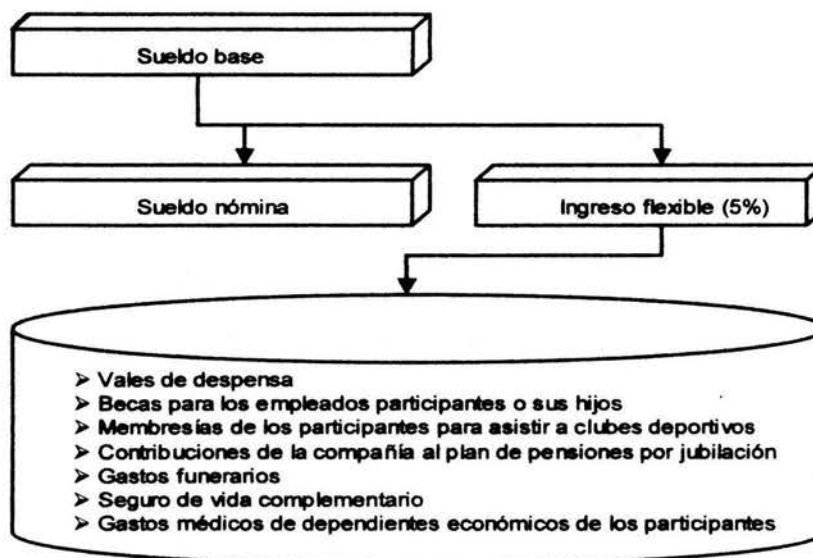 Sueldo base
Sueldo nómina
Ingreso flexible (5%)
➤ Vales de despensa
➤ Becas para los empleados participantes o sus hijos
➤ Membresías de los participantes para asistir a clubes deportivos
➤ Contribuciones de la compañía al plan de pensiones por jubilación
➤ Gastos funerarios
➤ Seguro de vida complementario
➤ Gastos médicos de dependientes económicos de los participantes